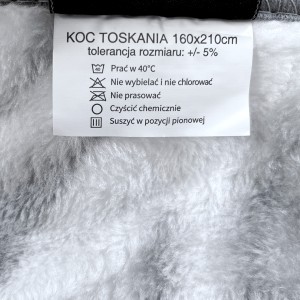 KOC TOSKANIA 160x210cm
tolerancja rozmiaru: +/- 5%
Prać w 40°C
Nie wybielać i nie chlorować
Nie prasować
Czyścić chemicznie
Suszyć w pozycji pionowej